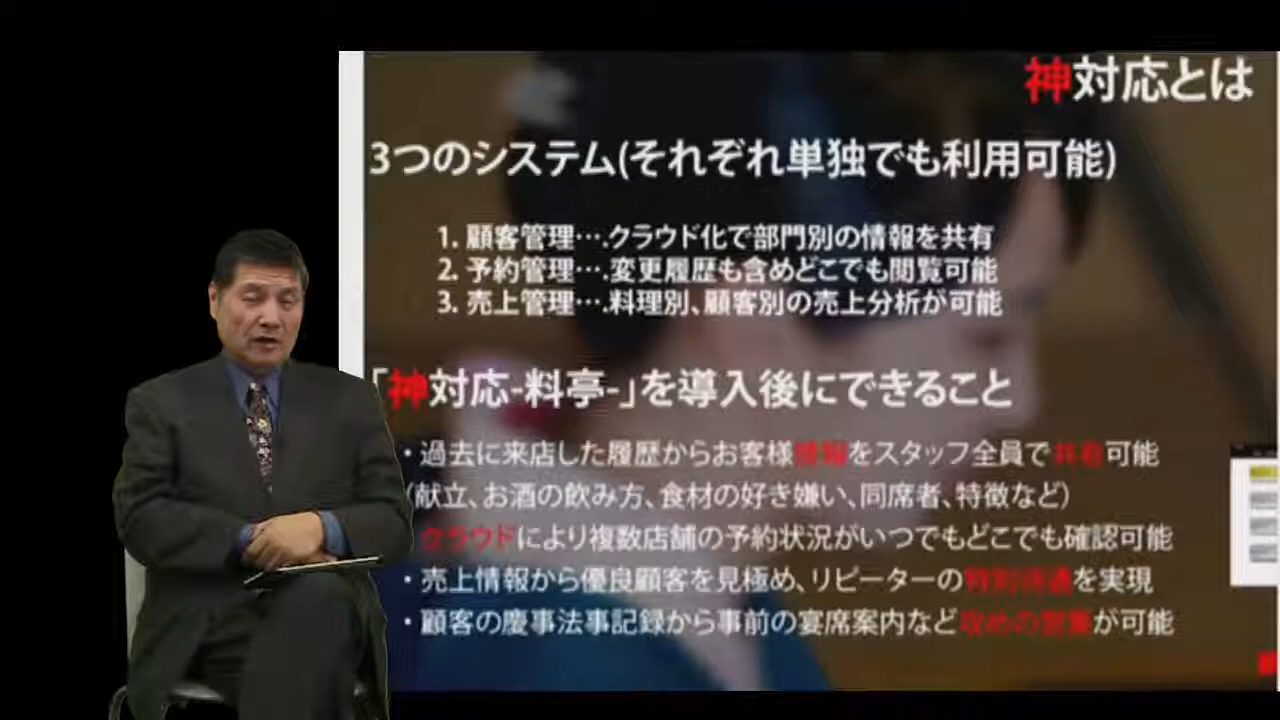 神対応とは
3つのシステム(それぞれ単独でも利用可能)
1. 顧客管理….クラウド化で部門別の情報を共有
2. 予約管理….変更履歴も含めどこでも閲覧可能
3. 売上管理….料理別、顧客別の売上分析が可能
「神対応-料亭-」を導入後にできること
・過去に来店した履歴からお客様情報をスタッフ全員で共有可能
(献立、お酒の飲み方、食材の好き嫌い、同席者、特徴など)
クラウドにより複数店舗の予約状況がいつでもどこでも確認可能
・売上情報から優良顧客を見極め、リピーターの特別待遇を実現
・顧客の慶事法事記録から事前の宴席案内など攻めの営業が可能